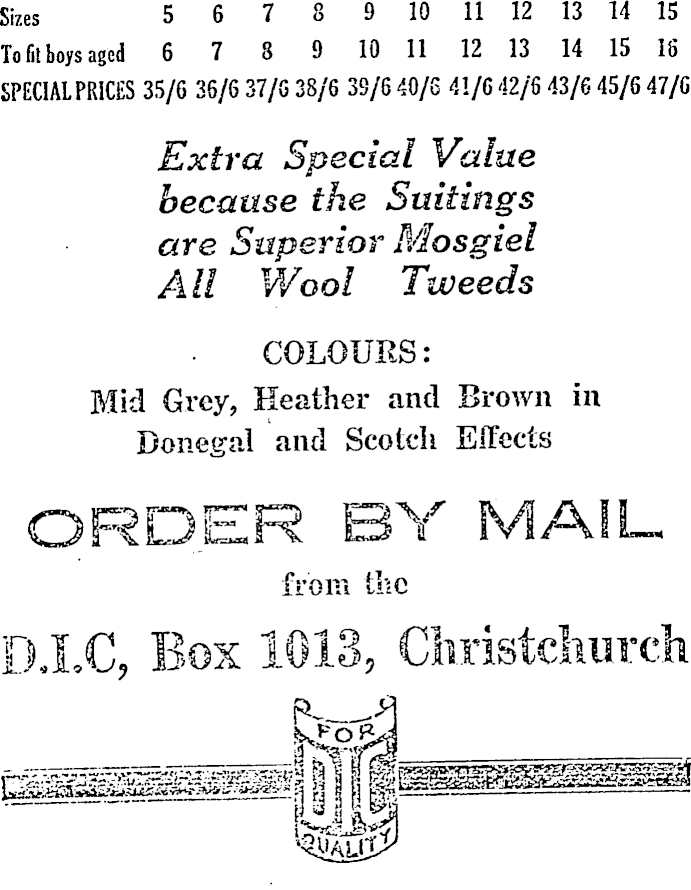 Sizes 5 6 7 8 9 10 11 12 13 14 15
To fit boys aged 6 7 8 9 10 11 12 13 14 15 16
SPECIAL PRICES 35/6 36/6 37/6 38/6 39/6 40/6 41/6 42/6 43/6 45/6 47/6
Extra Special Value
because the Suitings
are Superior Mosgiel
All Wool Tweeds
COLOURS:
Mid Grey, Heather and Brown in
Donegal and Scotch Effects
ORDER BY MAIL
from the
D.I.C, Box 1013, Christchurch
FOR
DIC
QUALITY